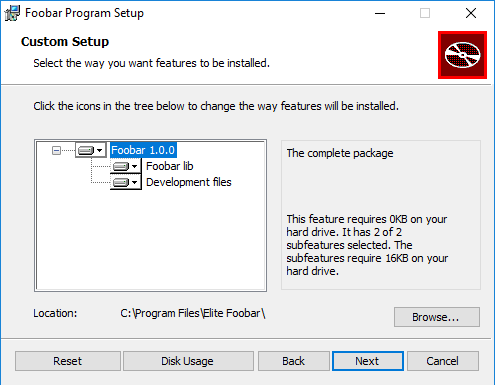 Foobar Program Setup
Custom Setup
Select the way you want features to be installed.
Click the icons in the tree below to change the way features will be installed.
Foobar 1.0.0
Foobar lib
Development files
The complete package
This feature requires 0KB on your
hard drive. It has 2 of 2
subfeatures selected. The
subfeatures require 16KB on your
hard drive.
Location: C:\Program Files\Elite Foobar\
Browse...
Reset Disk Usage Back Next Cancel